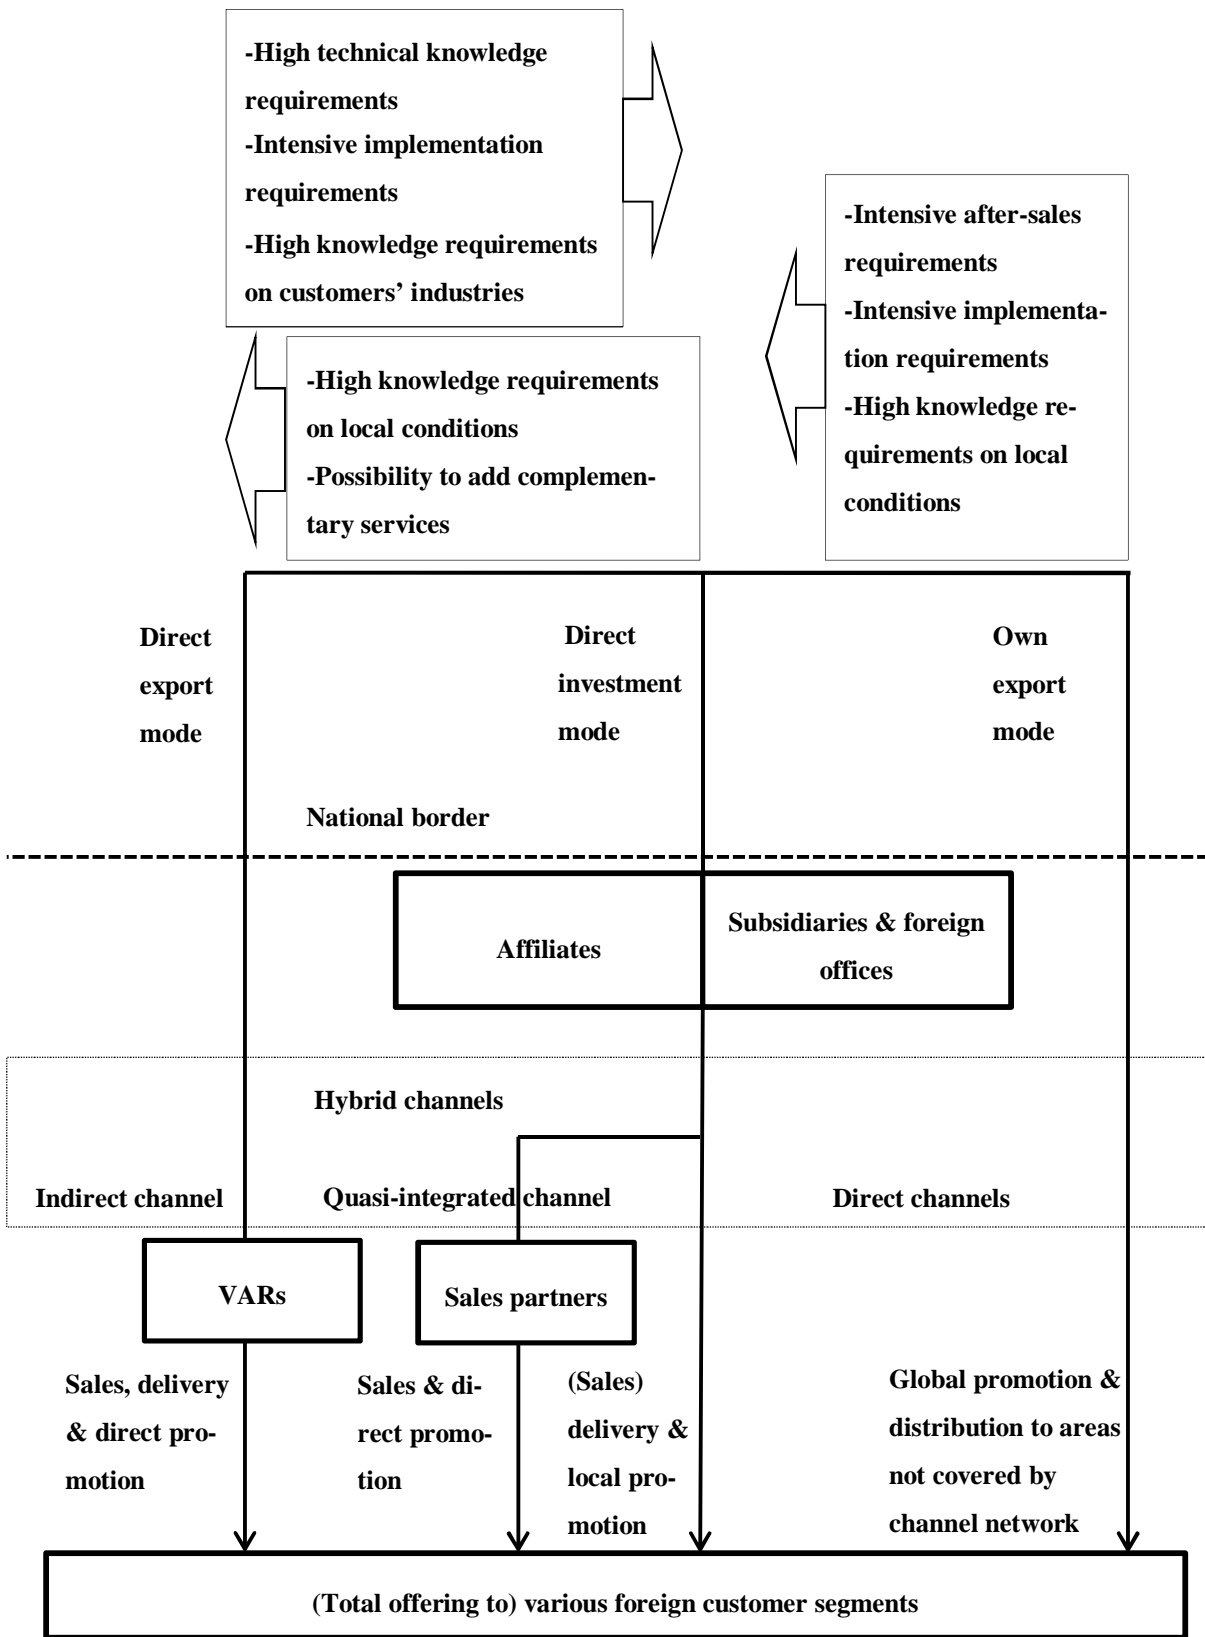 -High technical knowledge
requirements
-Intensive implementation
requirements
-High knowledge requirements
on customers’ industries
-Intensive after-sales
requirements
-Intensive implementa-
tion requirements
-High knowledge re-
quirements on local
conditions
-High knowledge requirements
on local conditions
-Possibility to add complemen-
tary services
Direct
export
mode
Direct
investment
mode
Own
export
mode
National border
Affiliates
Subsidiaries & foreign
offices
Hybrid channels
Indirect channel
Quasi-integrated channel
Direct channels
VARs
Sales partners
Sales, delivery
& direct pro-
motion
Sales & di-
rect promo-
tion
(Sales)
delivery &
local pro-
motion
Global promotion &
distribution to areas
not covered by
channel network
(Total offering to) various foreign customer segments